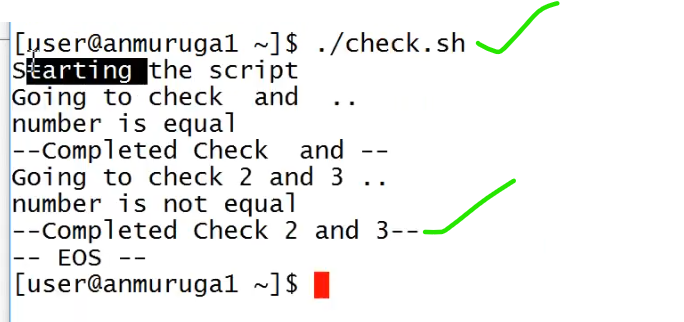 [user@anmuruga1 ~]$ ./check.sh
Starting the script
Going to check  and  ..
number is equal
--Completed Check  and --
Going to check 2 and 3 ..
number is not equal
--Completed Check 2 and 3--
-- EOS --
[user@anmuruga1 ~]$